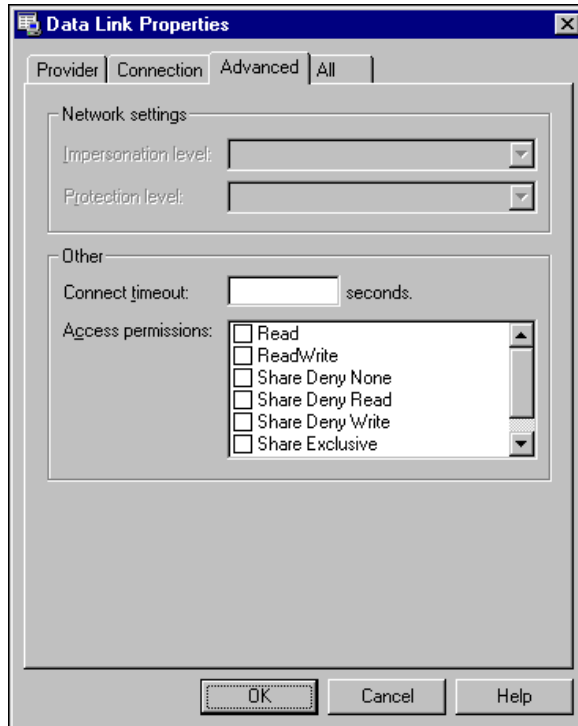 Data Link Properties
Provider Connection Advanced All
Network settings
Impersonation level:
Protection level:
Other
Connect timeout: seconds.
Access permissions: Read
ReadWrite
Share Deny None
Share Deny Read
Share Deny Write
Share Exclusive
OK Cancel Help